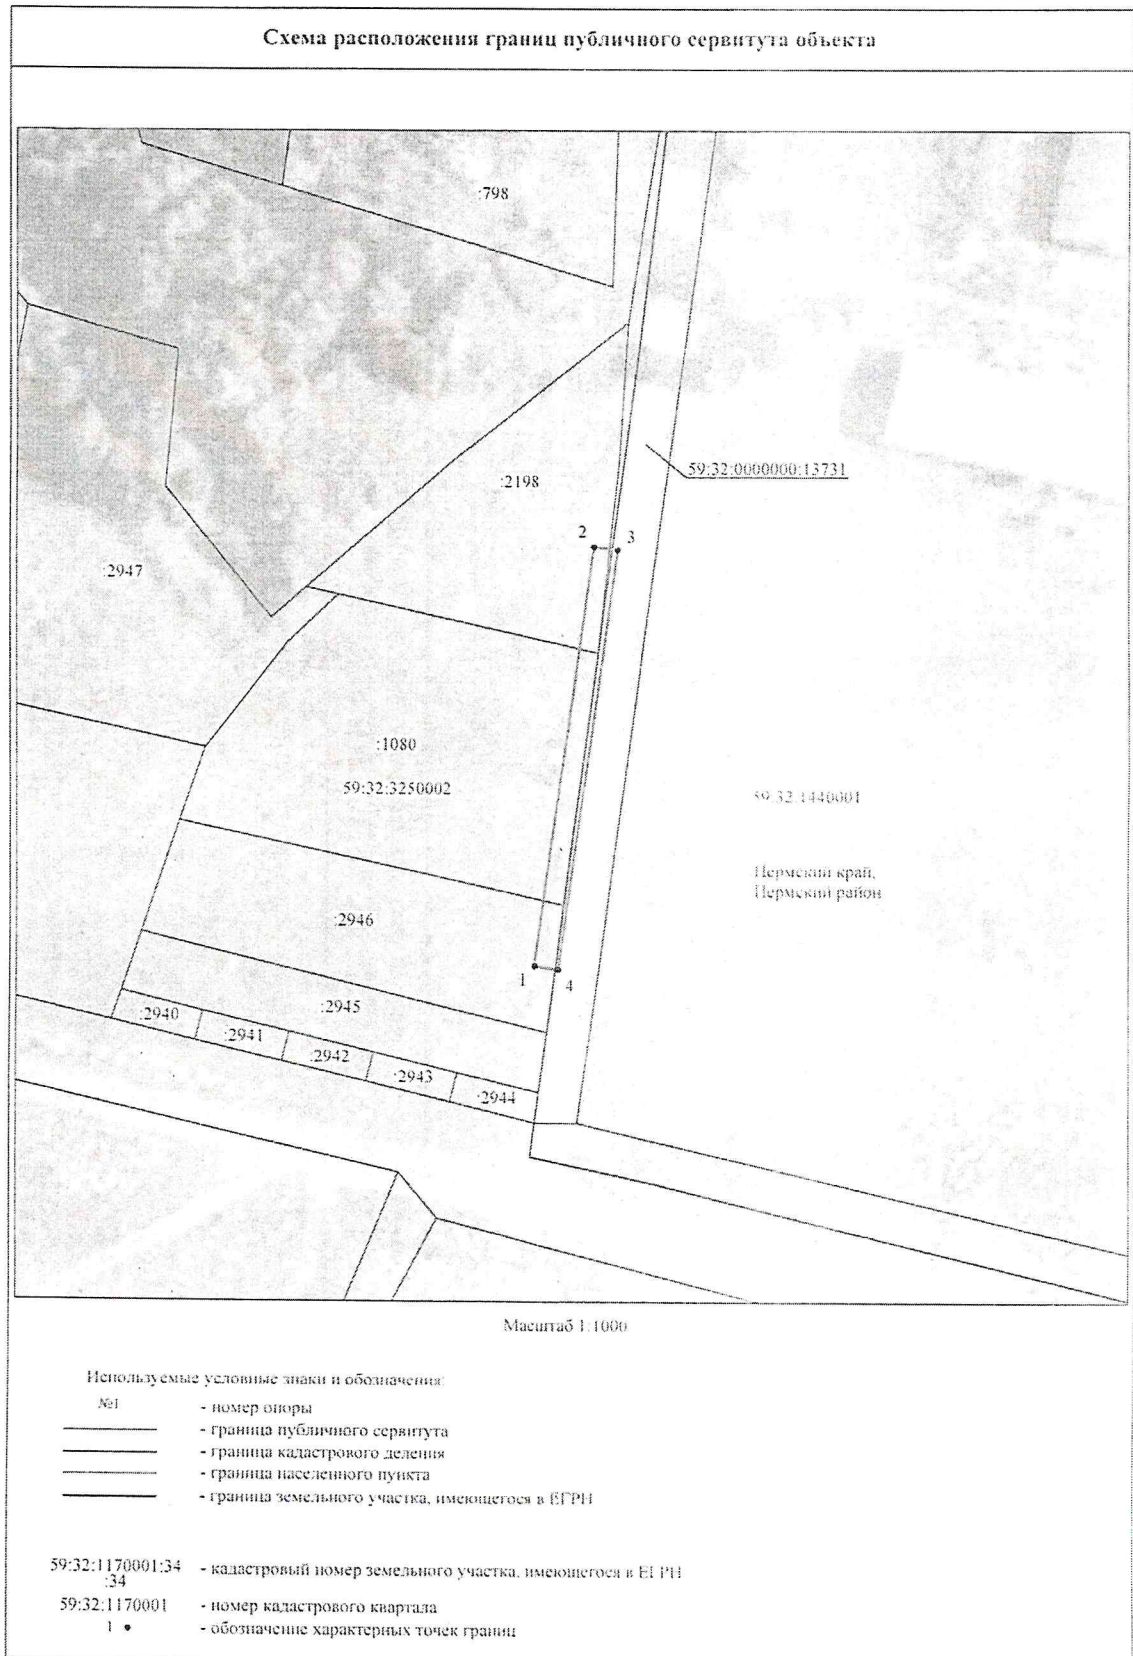 Схема расположения границ публичного сервитута объекта
:798
59:32:0000000:13731
:2198
2
3
:2947
:1080
59:32:3250002
59:32:1440001
Пермский край,
Пермский район
:2946
1
4
:2945
:2940
:2941
:2942
:2943
:2944
Масштаб 1:1000
Используемые условные знаки и обозначения:
№1 - номер опоры
- граница публичного сервитута
- граница кадастрового деления
- граница населенного пункта
- граница земельного участка, имеющегося в ЕГРН
59:32:1170001:34 - кадастровый номер земельного участка, имеющегося в ЕГРН
:34
59:32:1170001 - номер кадастрового квартала
1 - обозначение характерных точек границ